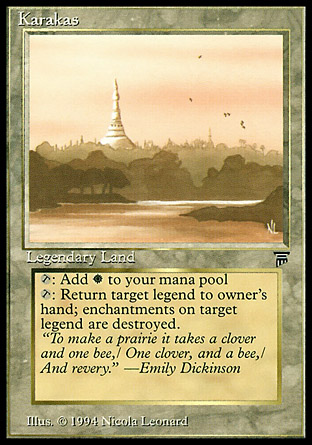 Karakas
Legendary Land
: Add to your mana pool
: Return target legend to owner's
hand; enchantments on target
legend are destroyed.
"To make a prairie it takes a clover
and one bee,/ One clover, and a bee,/
And revery." —Emily Dickinson
Illus. © 1994 Nicola Leonard